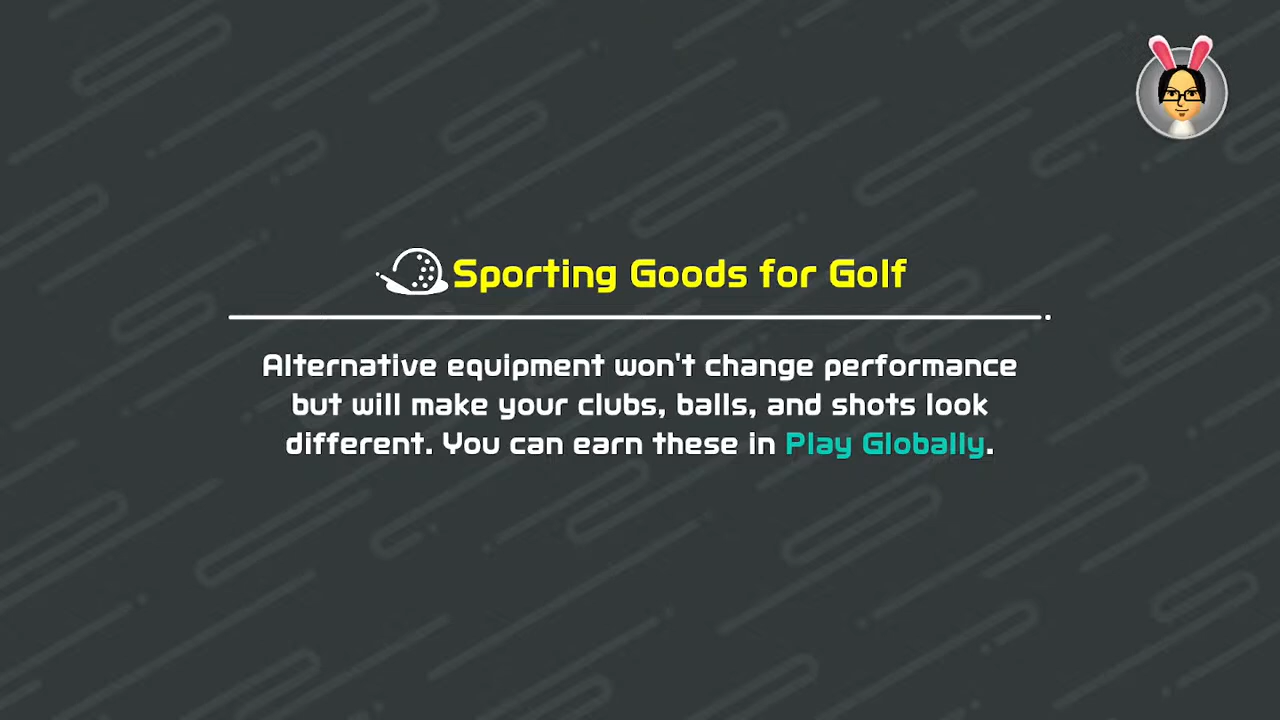 Sporting Goods for Golf
Alternative equipment won't change performance
but will make your clubs, balls, and shots look
different. You can earn these in Play Globally.